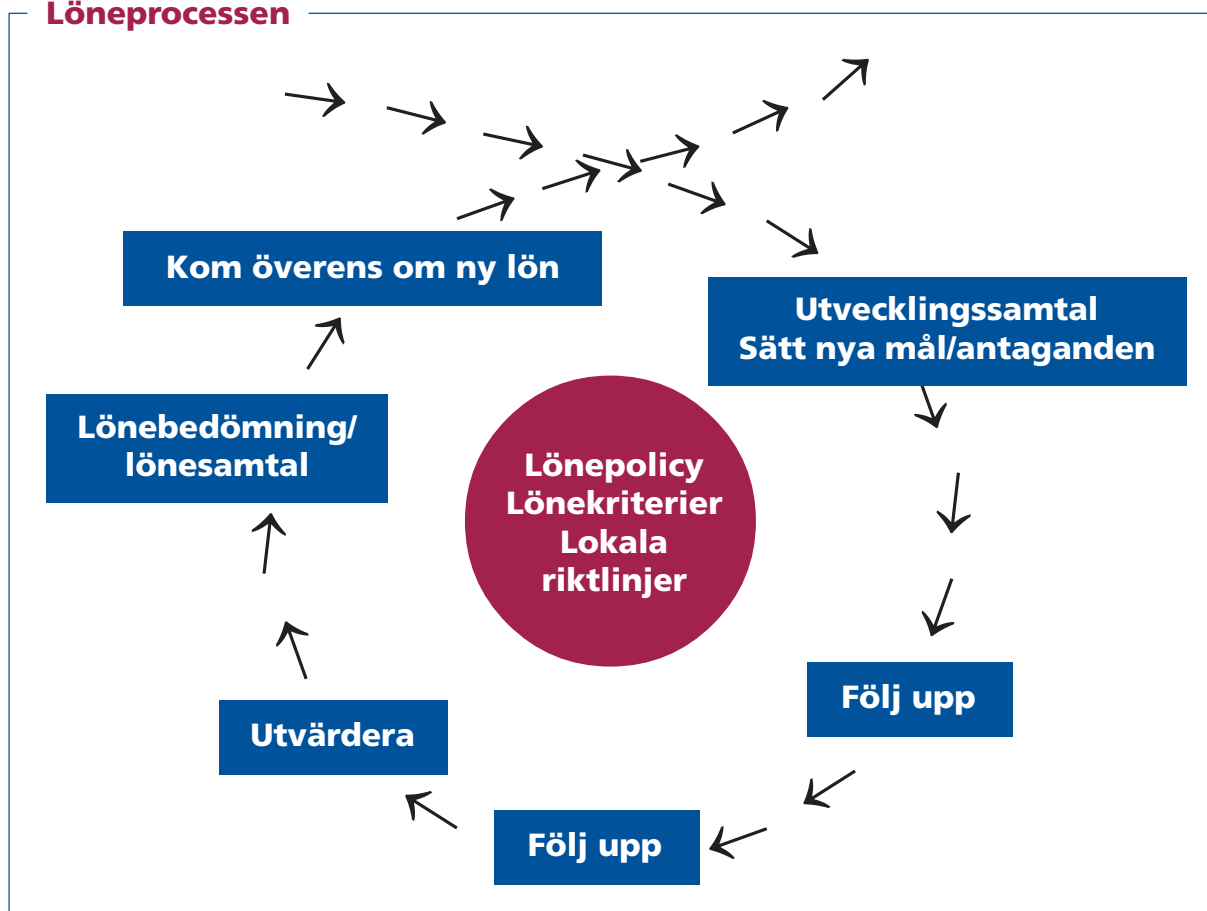 Löneprocessen
Kom överens om ny lön
Utvecklingssamtal
Sätt nya mål/antaganden
Lönebedömning/
lönesamtal
Lönepolicy
Lönekriterier
Lokala
riktlinjer
Följ upp
Utvärdera
Följ upp